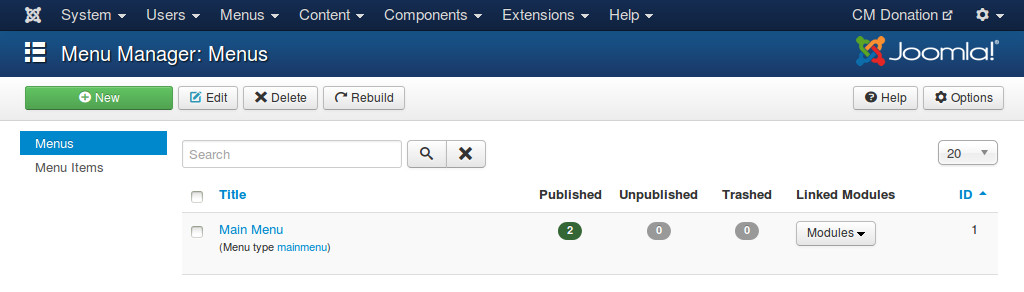 System Users Menus Content Components Extensions Help CM Donation
Menu Manager: Menus Joomla!®
New Edit Delete Rebuild Help Options
Menus
Menu Items
Search 20
Title Published Unpublished Trashed Linked Modules ID
Main Menu 2 0 0 Modules 1
(Menu type mainmenu)